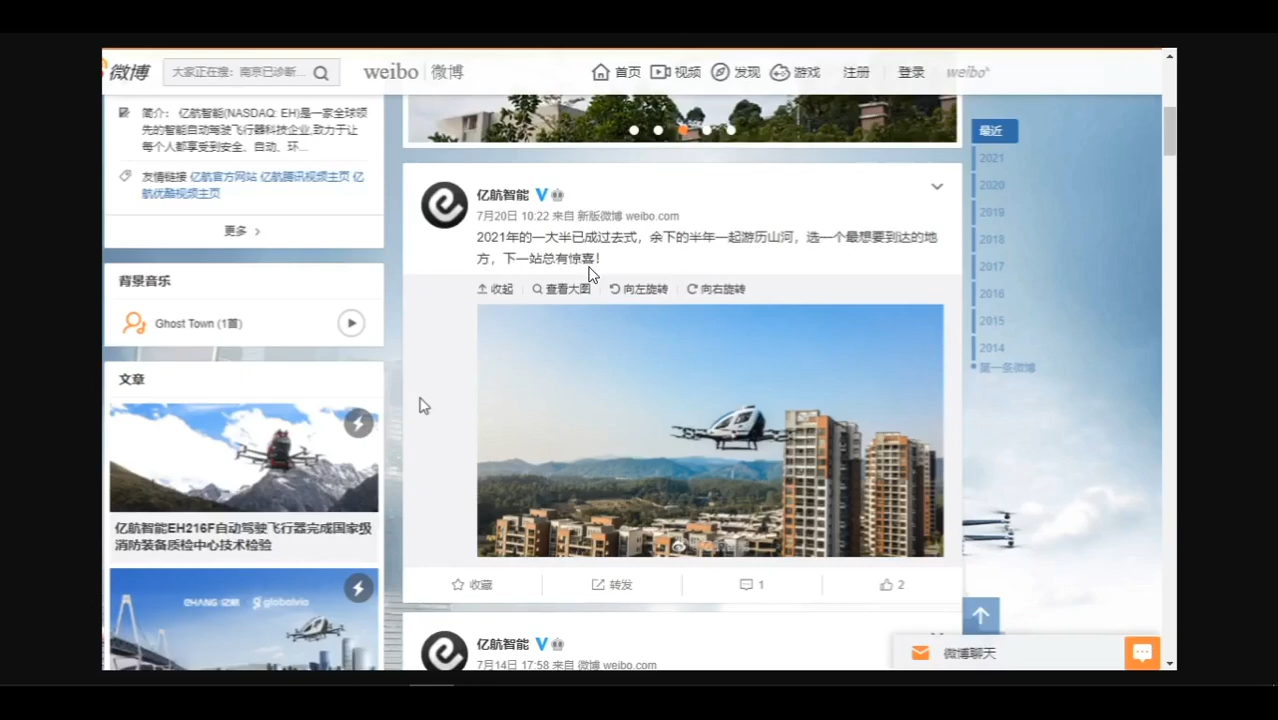 微博
大家正在搜：南京已诊断...
weibo | 微博
首页
视频
发现
游戏
注册
登录
weibo
简介： 亿航智能(NASDAQ: EH)是一家全球领
先的智能自动驾驶飞行器科技企业,致力于让
每个人都享受到安全、自动、环...
友情链接 亿航官方网站 亿航腾讯视频主页 亿
航优酷视频主页
更多 >
背景音乐
Ghost Town (1首)
文章
亿航智能EH216F自动驾驶飞行器完成国家级
消防装备质检中心技术检验
EHANG 亿航 globalvia
亿航智能
7月20日 10:22 来自 新版微博 weibo.com
2021年的一大半已成过去式，余下的半年一起游历山河，选一个最想要到达的地
方，下一站总有惊喜！
收起
查看大图
向左旋转
向右旋转
收藏
转发
1
2
亿航智能
7月14日 17:58 来自 微博 weibo.com
最近
2021
2020
2019
2018
2017
2016
2015
2014
第一条微博
微博聊天